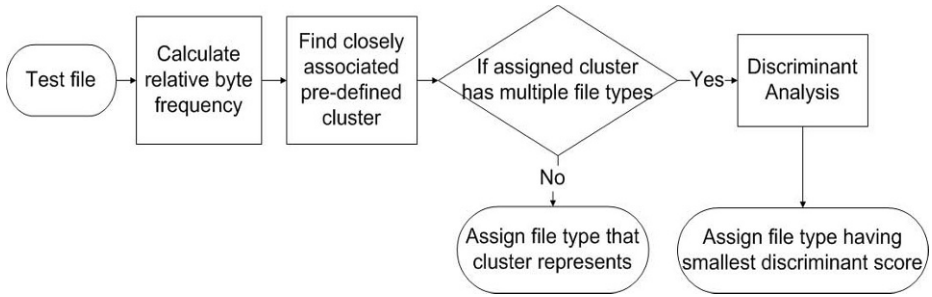 Test file
Calculate
relative byte
frequency
Find closely
associated
pre-defined
cluster
If assigned cluster
has multiple file types
Yes
Discriminant
Analysis
No
Assign file type that
cluster represents
Assign file type having
smallest discriminant score